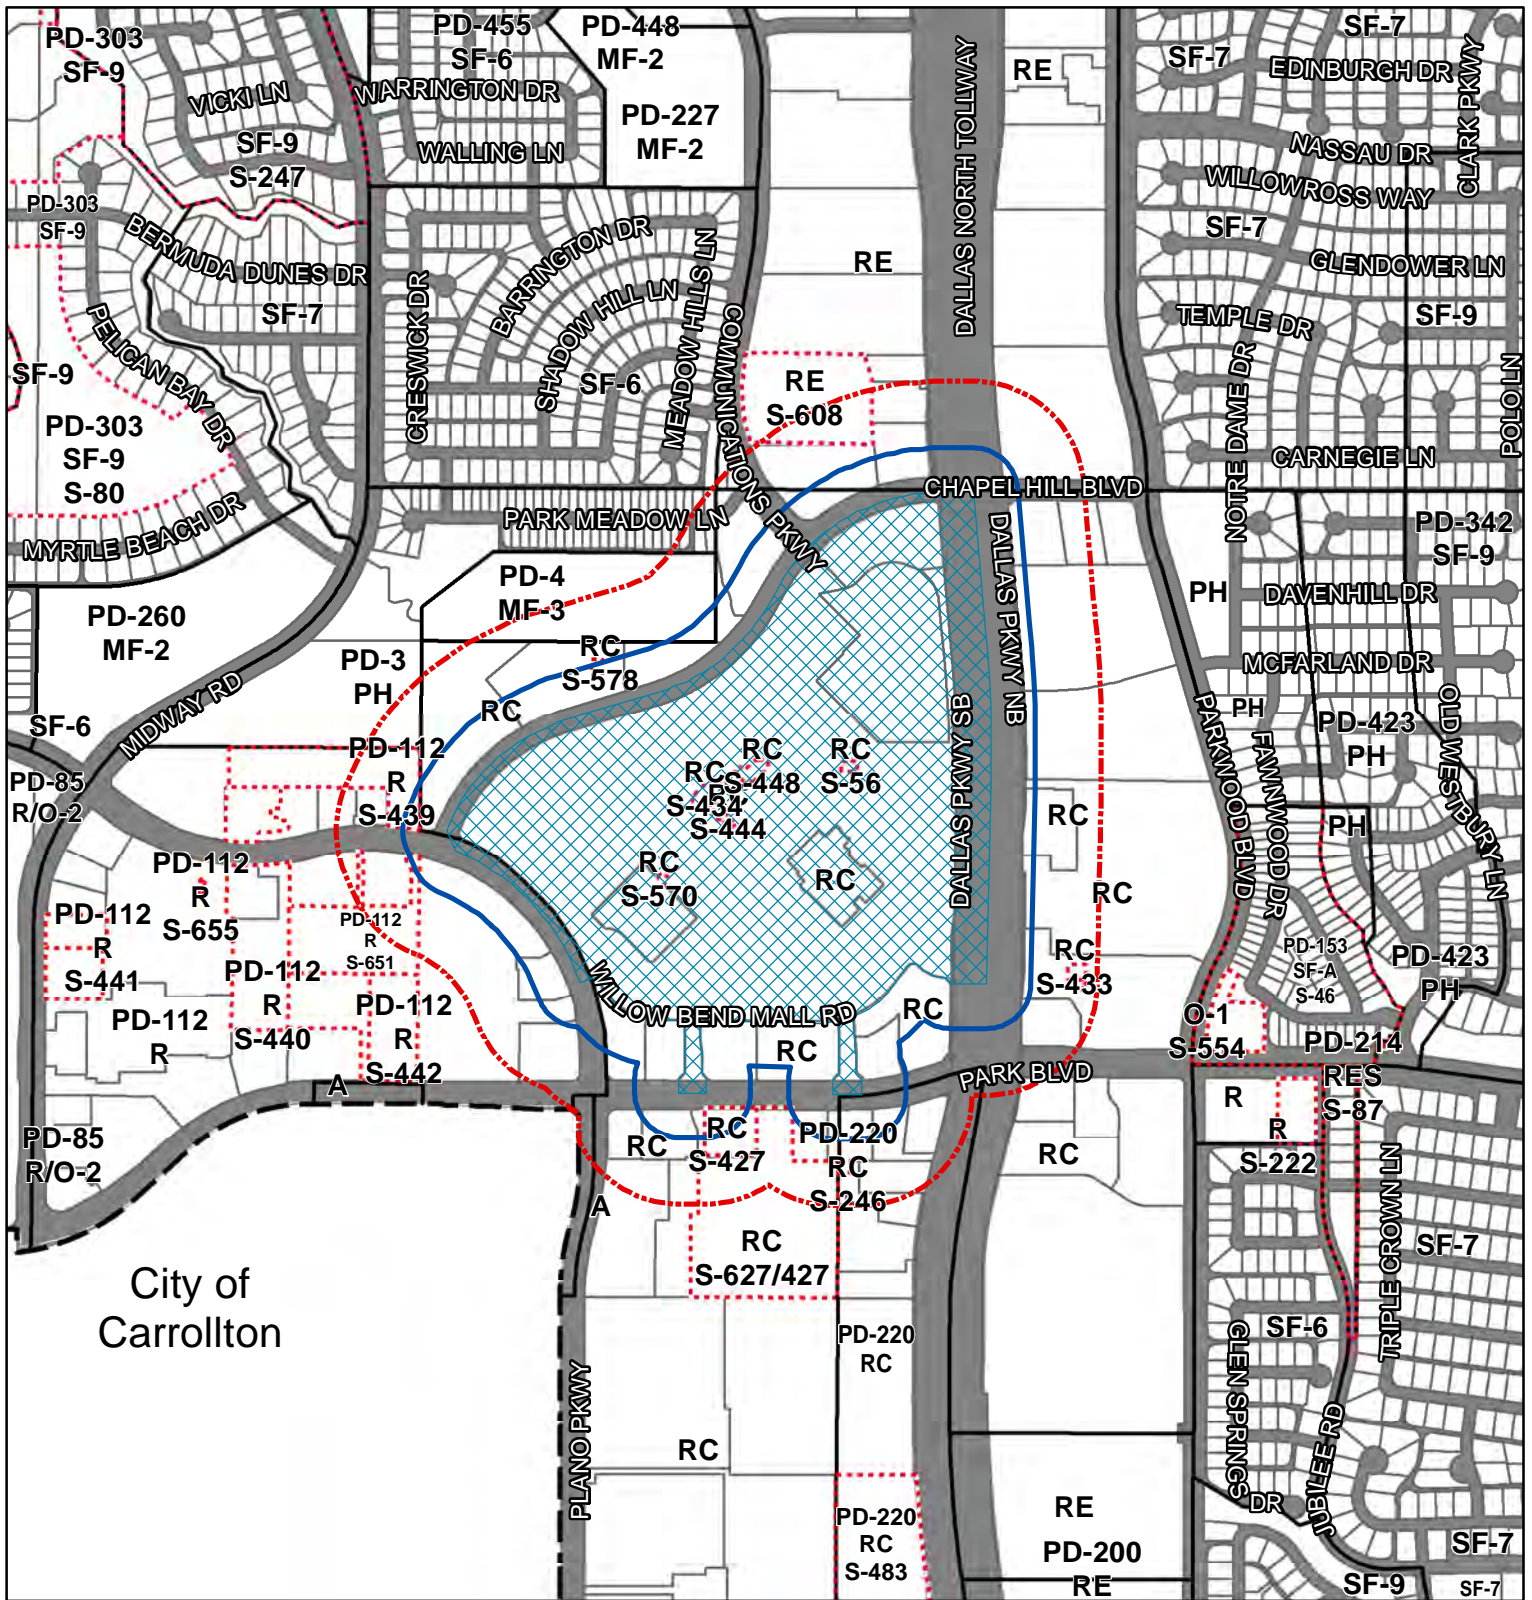 PD-303
SF-9
PD-455
SF-6
PD-448
MF-2
SF-7
SF-7
RE
EDINBURGH DR
CLARK PKWY
VICKI LN
WARRINGTON DR
PD-227
MF-2
DALLAS NORTH TOLLWAY
SF-9
S-247
WALLING LN
NASSAU DR
WILLOWROSS WAY
PD-303
SF-9
BERMUDA DUNES DR
BARRINGTON DR
SF-7
GLENDOWER LN
RE
CRESWICK DR
SHADOW HILL LN
MEADOW HILLS LN
COMMUNICATIONS PKWY
SF-7
PELICAN BAY DR
TEMPLE DR
SF-9
SF-9
SF-6
RE
S-608
NOTRE DAME DR
POLO LN
PD-303
SF-9
S-80
CARNEGIE LN
CHAPEL HILL BLVD
MYRTLE BEACH DR
PARK MEADOW LN
PD-342
SF-9
PD-4
MF-3
DALLAS PKWY NB
PH
DAVENHILL DR
PD-260
MF-2
RC
S-578
PD-3
PH
MCFARLAND DR
MIDWAY RD
RC
PARKWOOD BLVD
PH
PD-423
PH
OLD WESTBURY LN
SF-6
FAWNWOOD DR
PD-112
R
S-439
RC
S-448
RC
S-56
RC
S-434
S-444
DALLAS PKWY SB
PD-85
R/O-2
RC
PH
PD-112
R
S-655
RC
S-570
RC
RC
PD-112
R
S-441
PD-112
R
S-651
RC
S-433
PD-153
SF-A
S-46
PD-423
PH
PD-112
R
S-440
PD-112
R
S-442
WILLOW BEND MALL RD
RC
PD-112
R
O-1
S-554
PD-214
RES
S-87
RC
PARK BLVD
A
R
R
S-222
PD-85
R/O-2
RC
RC
S-427
PD-220
RC
S-246
RC
A
TRIPLE CROWN LN
RC
S-627/427
SF-7
City of
Carrollton
SF-6
PD-220
RC
GLEN SPRINGS
DR
PLANO PKWY
RC
JUBILEE RD
PD-220
RC
S-483
RE
PD-200
RE
SF-7
SF-9
SF-7